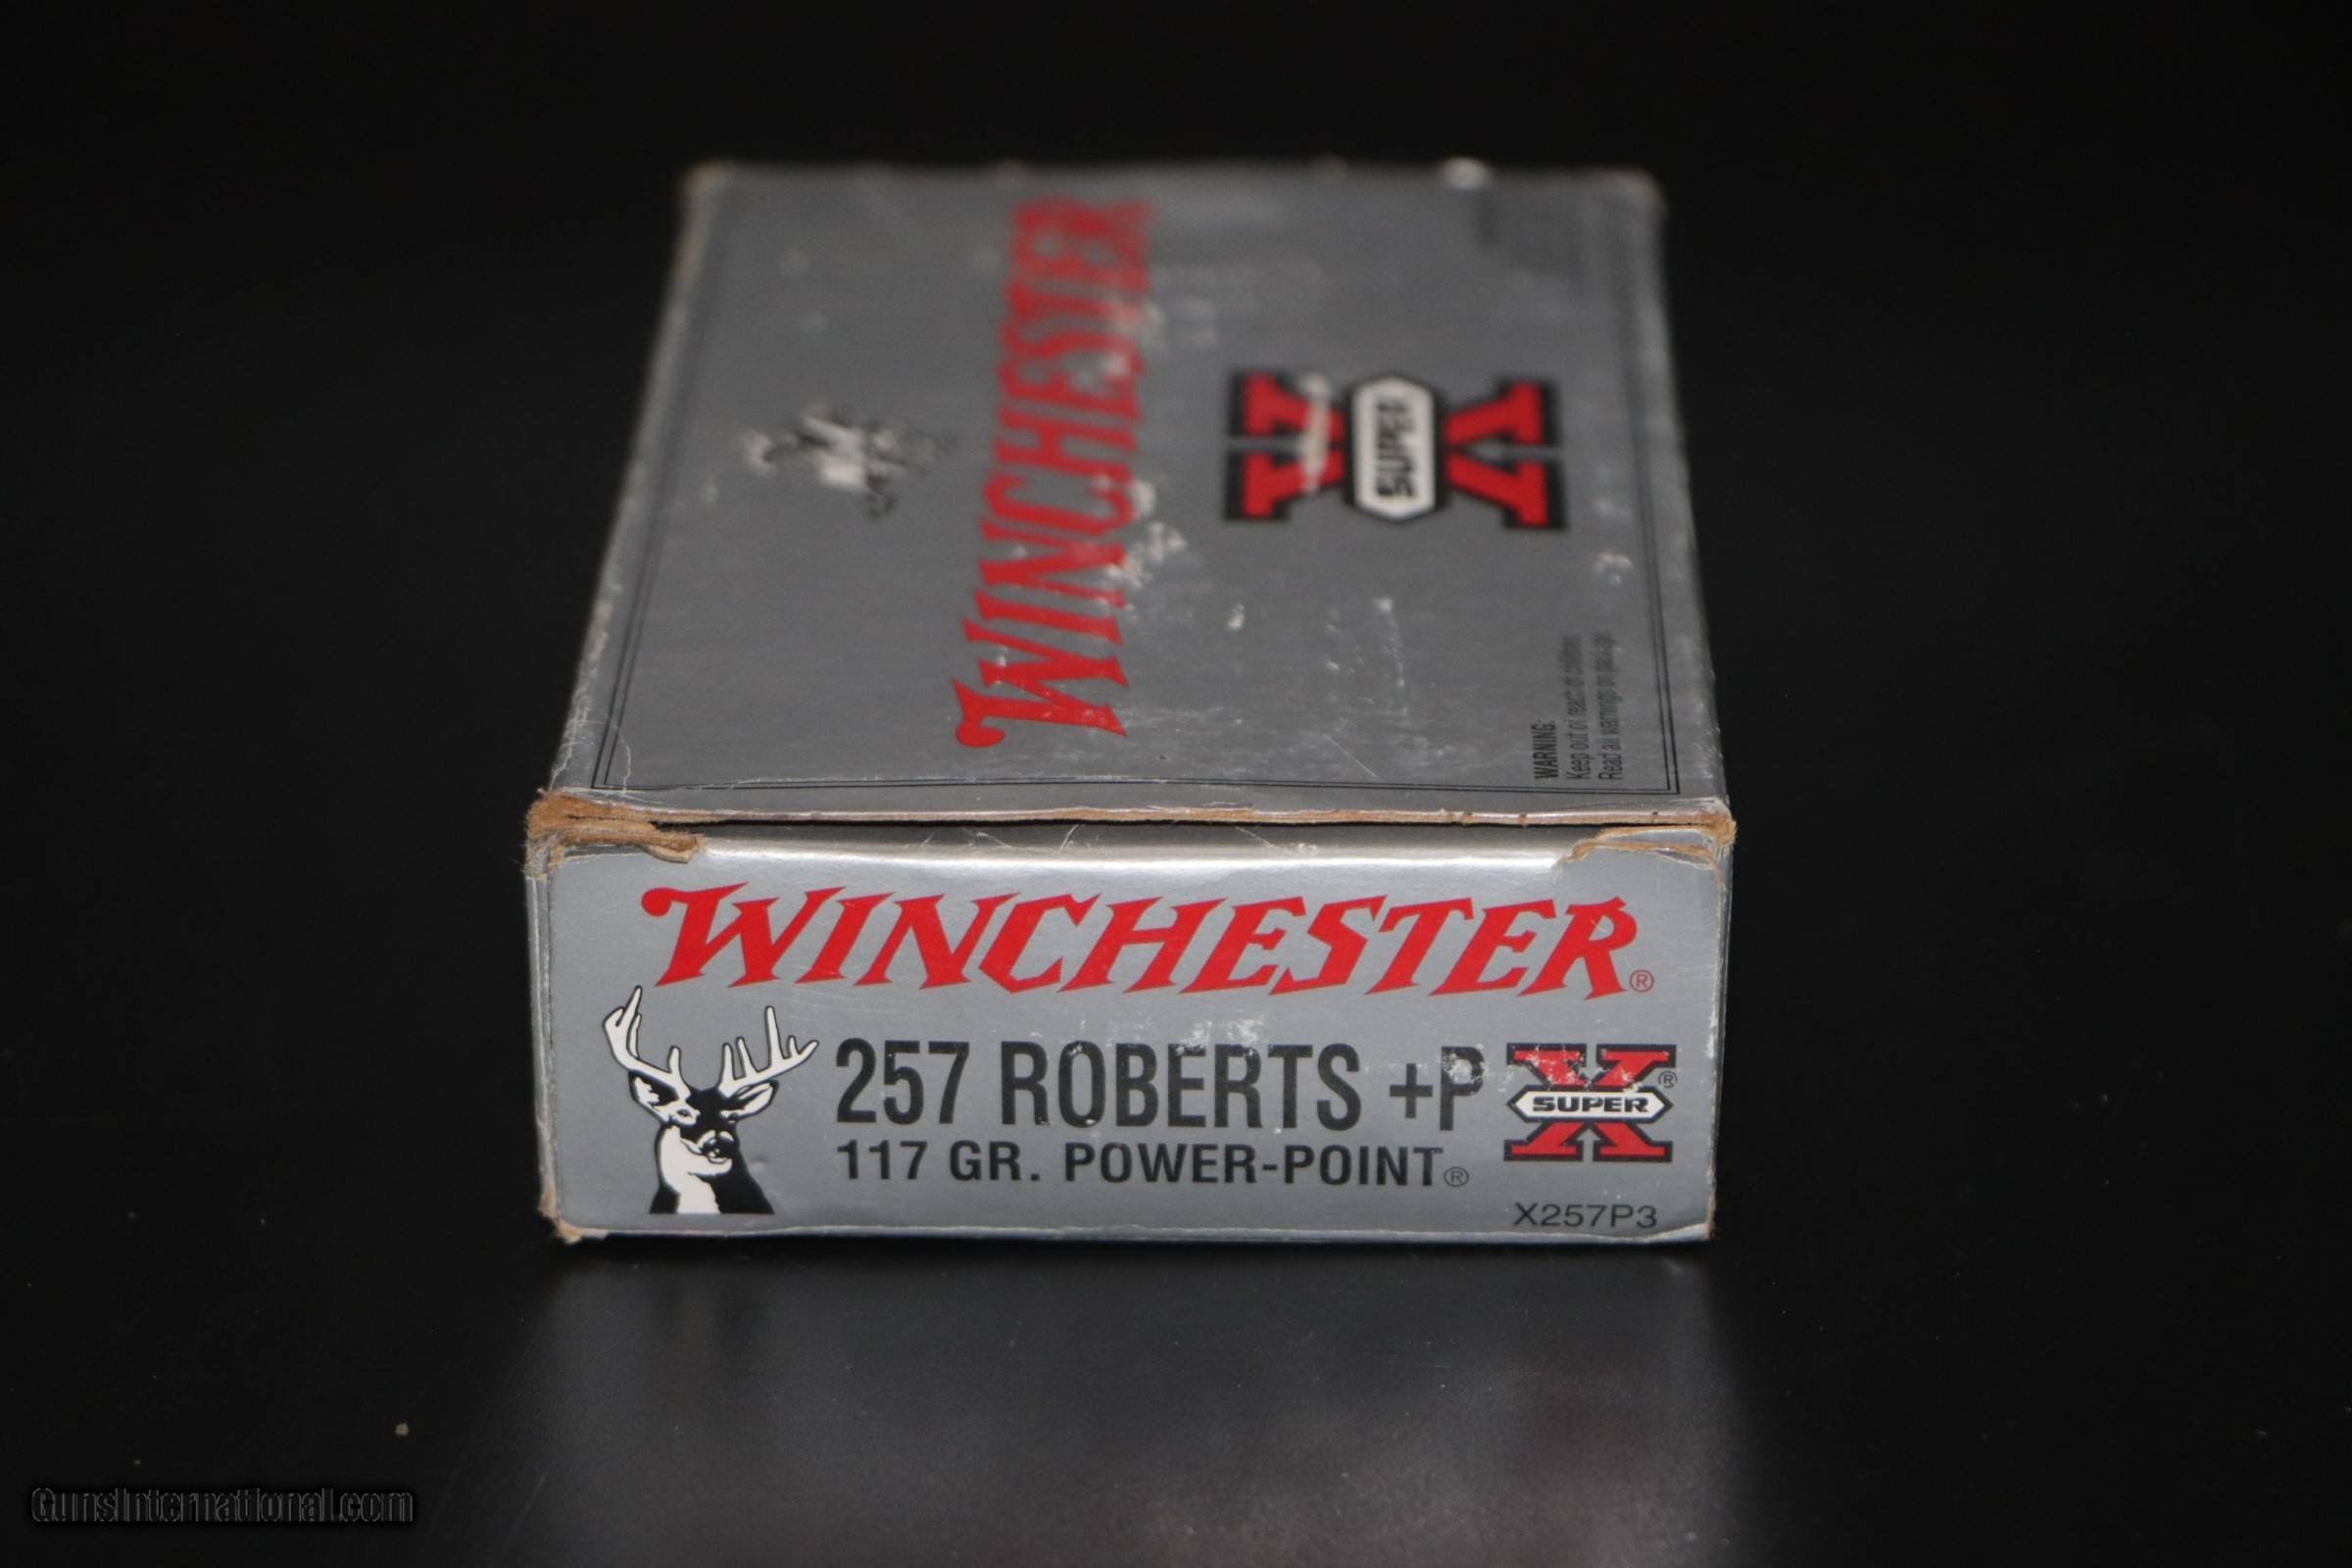 WINCHESTER
SUPER
X
WARNING:
Keep out of reach of children.
Read all warnings on package
WINCHESTER®
257 ROBERTS +P
117 GR. POWER-POINT®
X®
SUPER
X257P3
GunsInternational.com